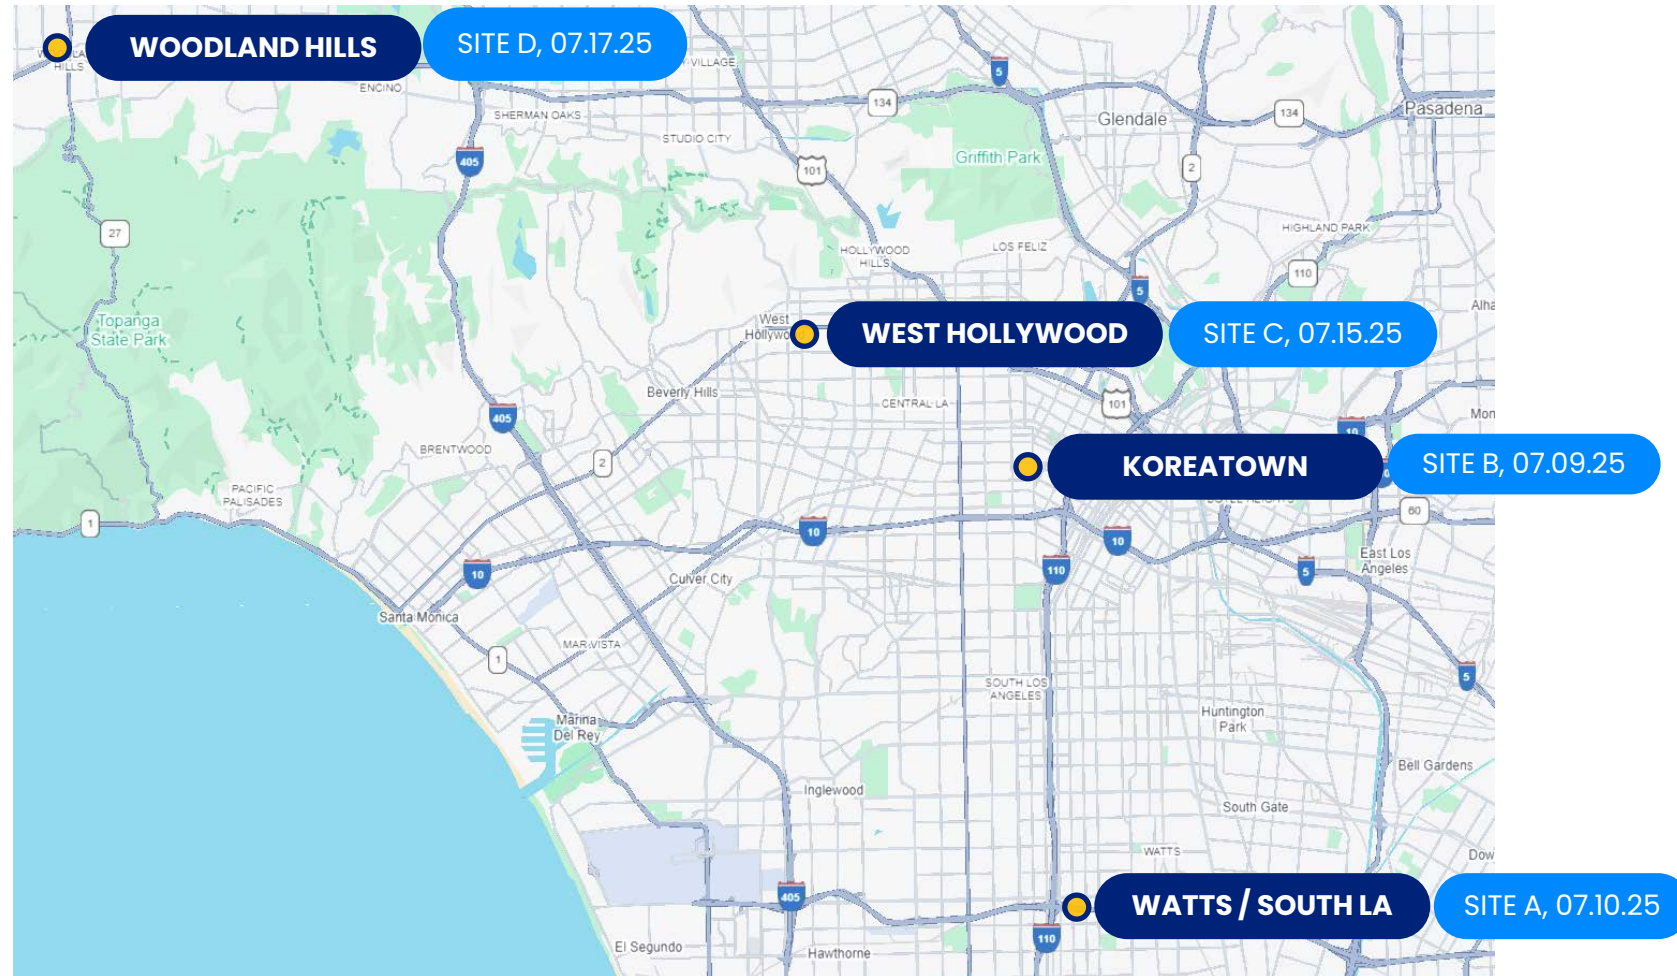 WOODLAND HILLS
SITE D, 07.17.25
HILLS
ENCINO
VILLAGE
SHERMAN OAKS
STUDIO CITY
134
5
Glendale
134
Pasadena
405
101
Griffith Park
2
27
HOLLYWOOD
HILLS
LOS FELIZ
HIGHLAND PARK
110
5
Topanga
State Park
West
WEST HOLLYWOOD
SITE C, 07.15.25
Beverly Hills
CENTRAL LA
101
405
BRENTWOOD
2
10
KOREATOWN
SITE B, 07.09.25
PACIFIC
PALISADES
1
10
10
60
10
Culver City
110
5
East Los
Angeles
Santa Monica
MAR VISTA
1
SOUTH LOS
ANGELES
5
Marina
Del Rey
Huntington
Park
Bell Gardens
Inglewood
South Gate
WATTS
405
WATTS / SOUTH LA
SITE A, 07.10.25
110
El Segundo
Hawthorne